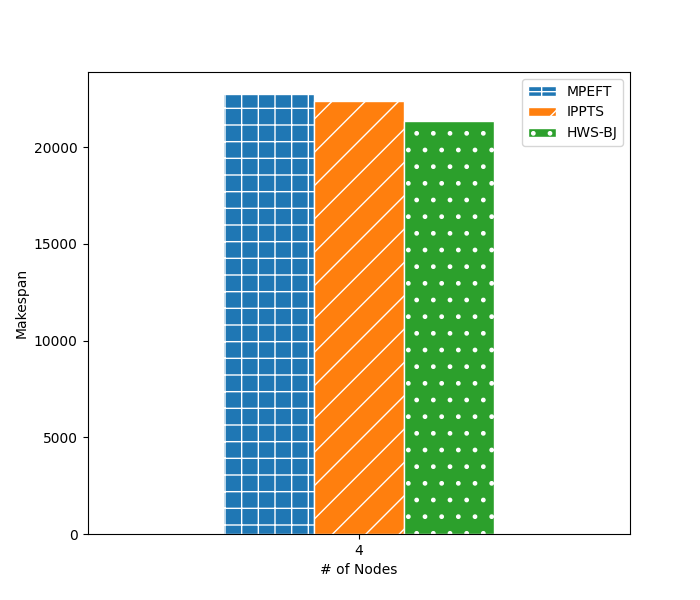 MPEFT
IPPTS
HWS-BJ
20000
15000
10000
5000
0
Makespan
4
# of Nodes